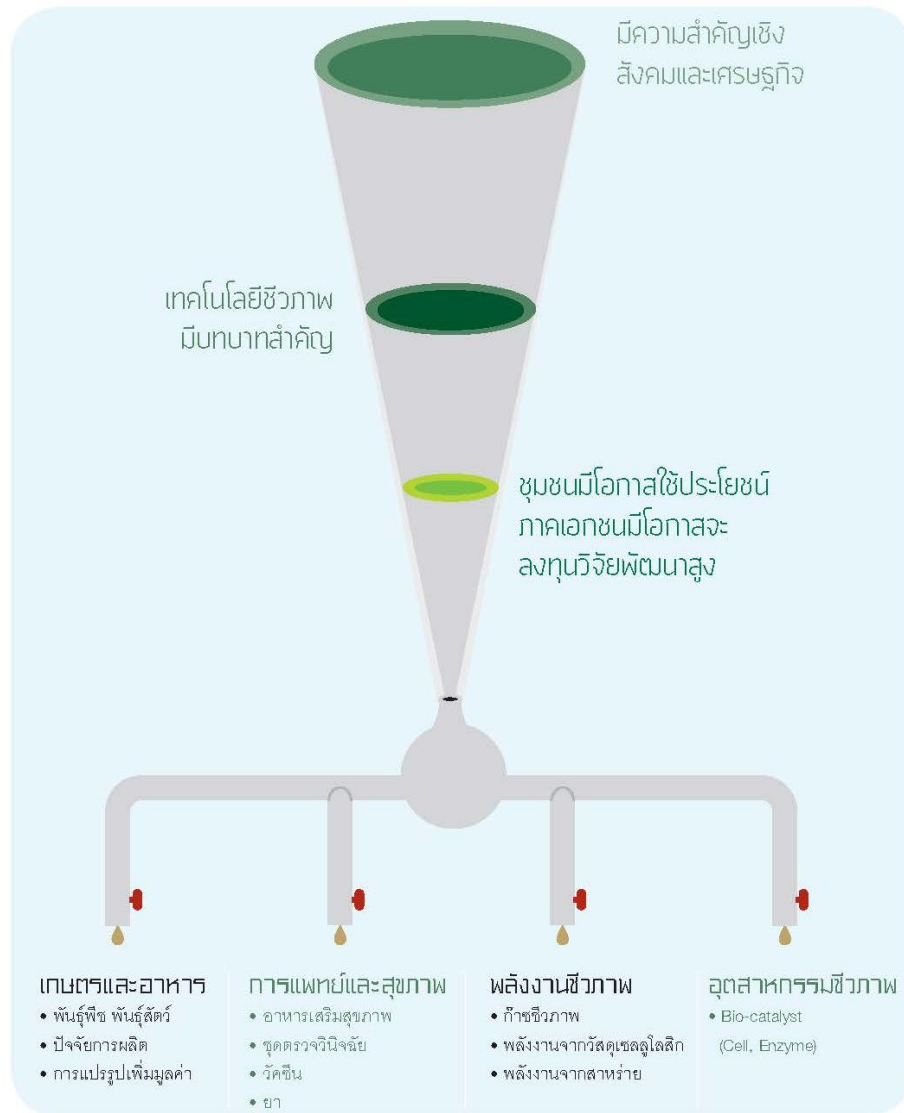 มีความสำคัญเชิง
สังคมและเศรษฐกิจ
เทคโนโลยีชีวภาพ
มีบทบาทสำคัญ
ชุมชนมีโอกาสใช้ประโยชน์
ภาคเอกชนมีโอกาสจะ
ลงทุนวิจัยพัฒนาสูง
เกษตรและอาหาร
• พันธุ์พืช พันธุ์สัตว์
• ปัจจัยการผลิต
• การแปรรูปเพิ่มมูลค่า
การแพทย์และสุขภาพ
• อาหารเสริมสุขภาพ
• ชุดตรวจวินิจฉัย
• วัคซีน
• ยา
พลังงานชีวภาพ
• ก๊าซชีวภาพ
• พลังงานจากวัสดุเซลลูโลสิก
• พลังงานจากสาหร่าย
อุตสาหกรรมชีวภาพ
• Bio-catalyst
(Cell, Enzyme)